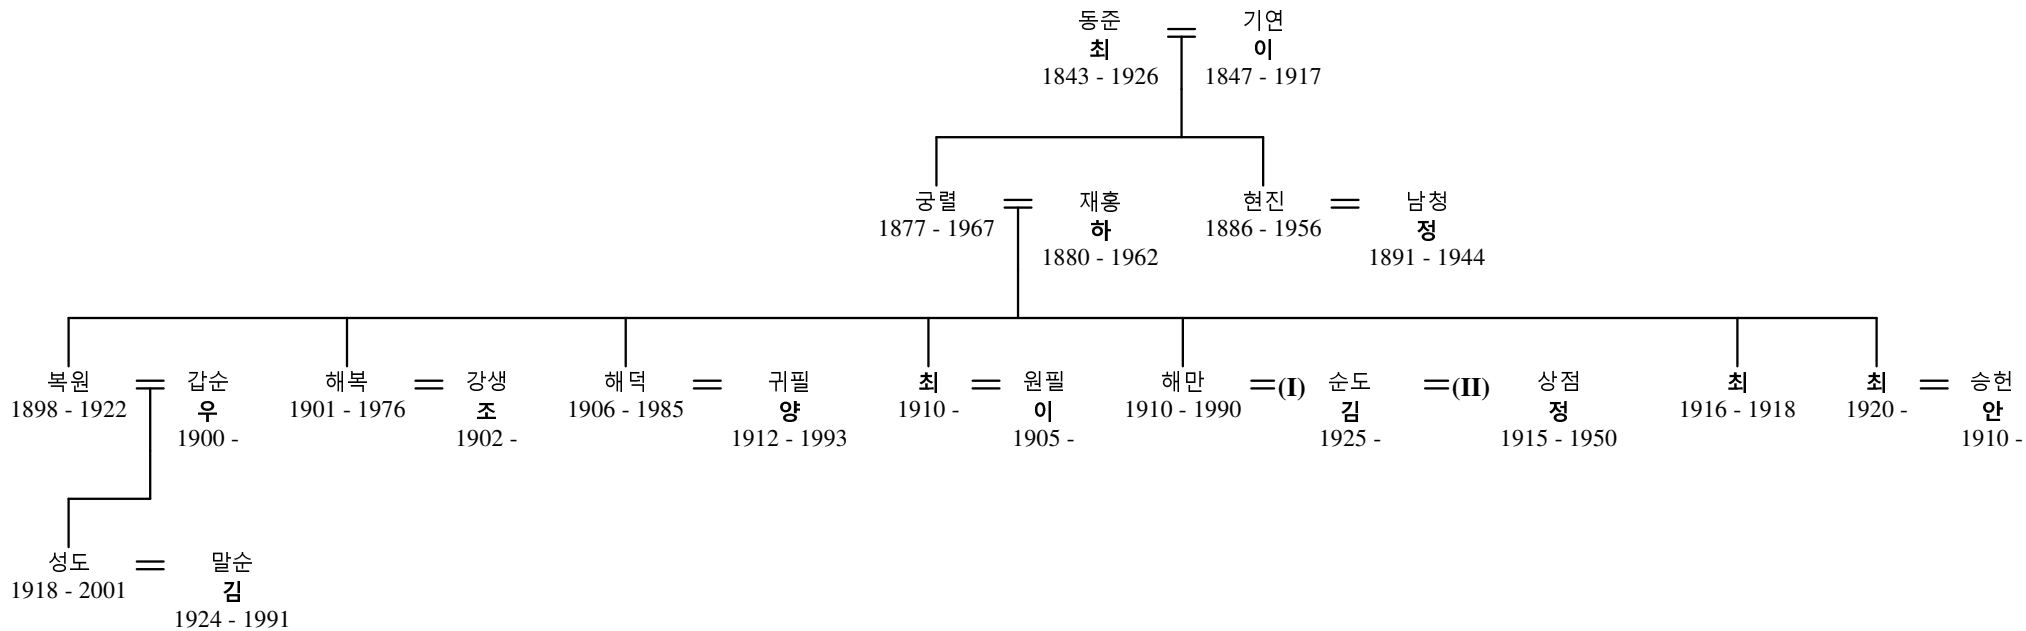 동준 기연
최 이
1843 - 1926 1847 - 1917
궁렬 재홍 현진 남청
1877 - 1967 하 1886 - 1956 정
1880 - 1962 1891 - 1944
복원 갑순 해복 강생 해덕 귀필 최 원필 해만 (I) 순도 (II) 상점 최 최 승헌
1898 - 1922 우 1901 - 1976 조 1906 - 1985 양 1910 - 이 1910 - 1990 김 정 1916 - 1918 1920 - 안
1900 - 1902 - 1912 - 1993 1905 - 1925 - 1915 - 1950 1910 -
성도 말순
1918 - 2001 김
1924 - 1991